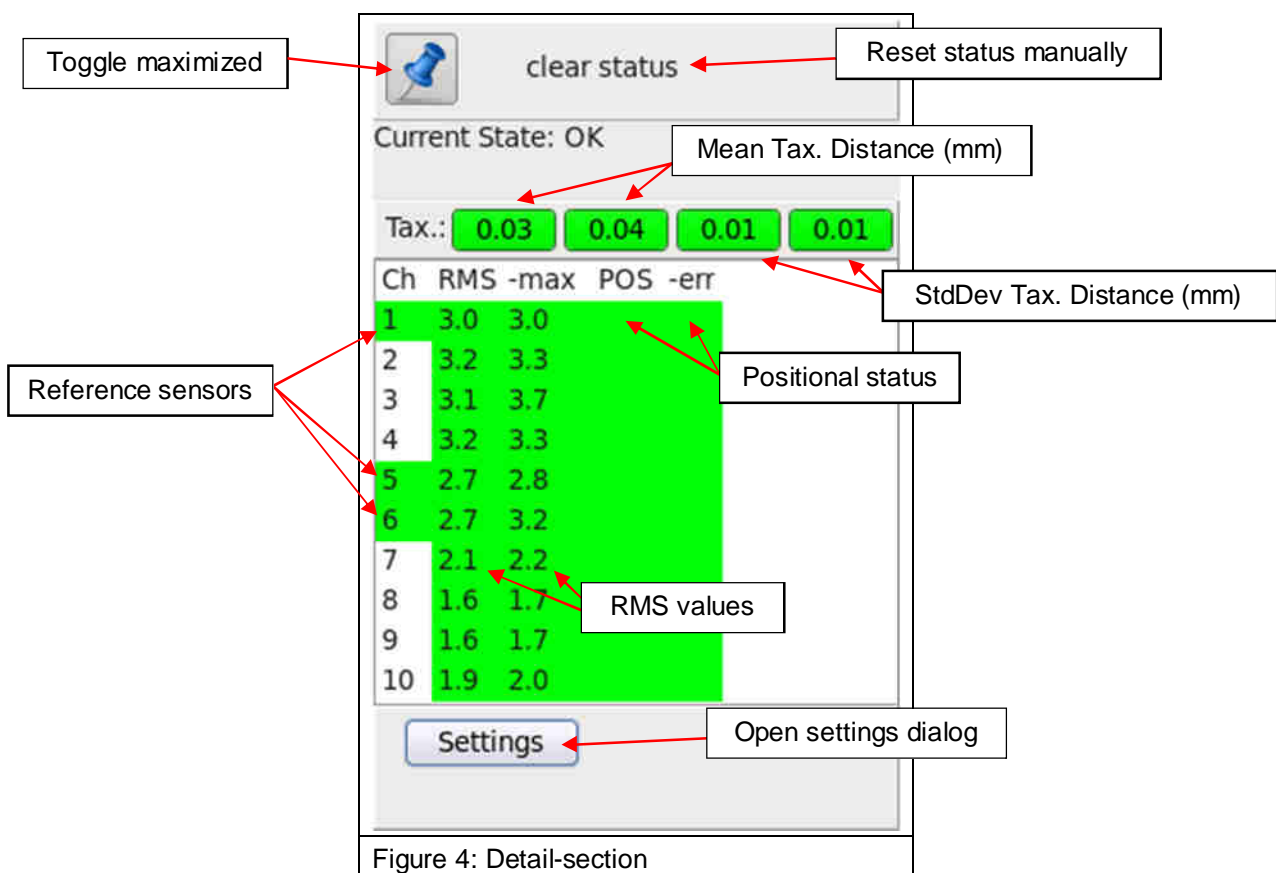 Toggle maximized
clear status
Reset status manually
Current State: OK
Mean Tax. Distance (mm)
Tax.: 0.03 0.04 0.01 0.01
StdDev Tax. Distance (mm)
Ch RMS -max POS -err
1 3.0 3.0
2 3.2 3.3
Positional status
Reference sensors
3 3.1 3.7
4 3.2 3.3
5 2.7 2.8
6 2.7 3.2
7 2.1 2.2
8 1.6 1.7
RMS values
9 1.6 1.7
10 1.9 2.0
Settings
Open settings dialog
Figure 4: Detail-section